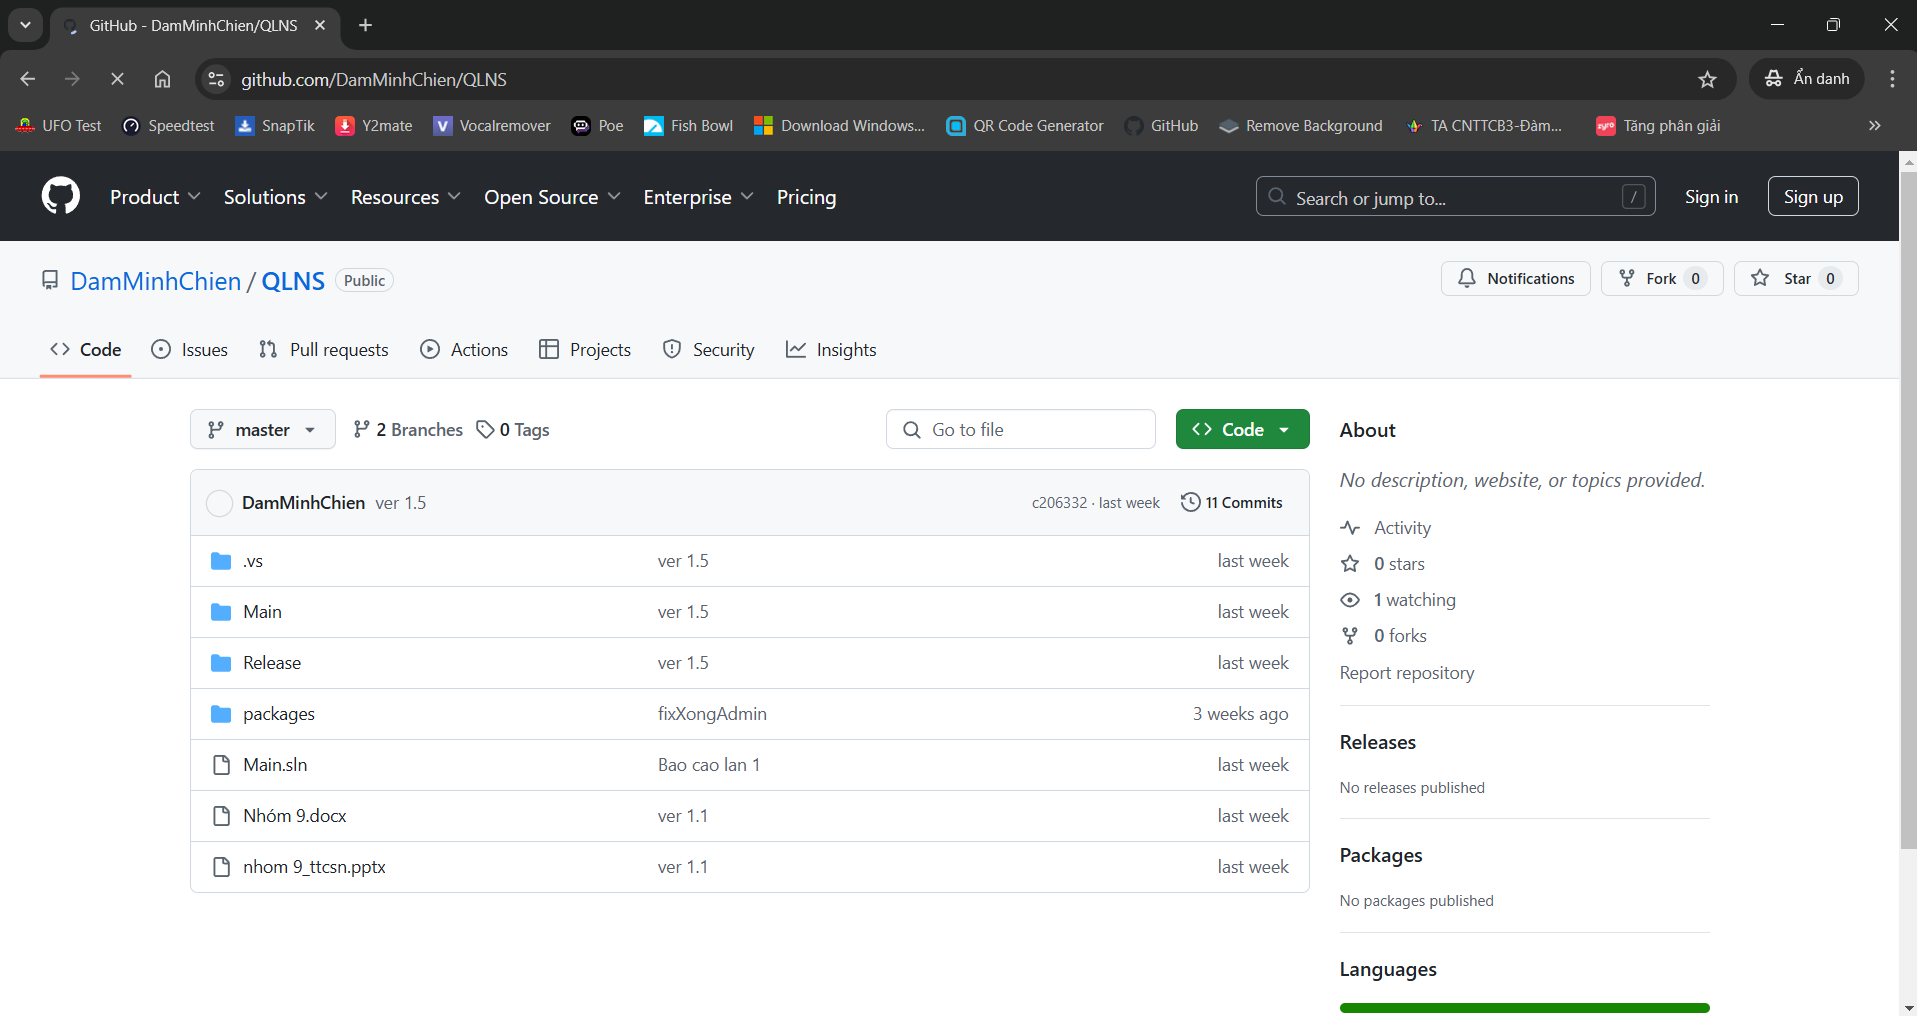 GitHub - DamMinhChien/QLNS
github.com/DamMinhChien/QLNS
Ẩn danh
UFO Test
Speedtest
SnapTik
Y2mate
Vocalremover
Poe
Fish Bowl
Download Windows...
QR Code Generator
GitHub
Remove Background
TA CNTTCB3-Đàm...
Tăng phân giải
Product
Solutions
Resources
Open Source
Enterprise
Pricing
Search or jump to...
/
Sign in
Sign up
DamMinhChien / QLNS
Public
Notifications
Fork 0
Star 0
Code
Issues
Pull requests
Actions
Projects
Security
Insights
master
2 Branches
0 Tags
Go to file
Code
DamMinhChien ver 1.5
c206332 · last week
11 Commits
.vs
ver 1.5
last week
Main
ver 1.5
last week
Release
ver 1.5
last week
packages
fixXongAdmin
3 weeks ago
Main.sln
Bao cao lan 1
last week
Nhóm 9.docx
ver 1.1
last week
nhom 9_ttcsn.pptx
ver 1.1
last week
About
No description, website, or topics provided.
Activity
0 stars
1 watching
0 forks
Report repository
Releases
No releases published
Packages
No packages published
Languages